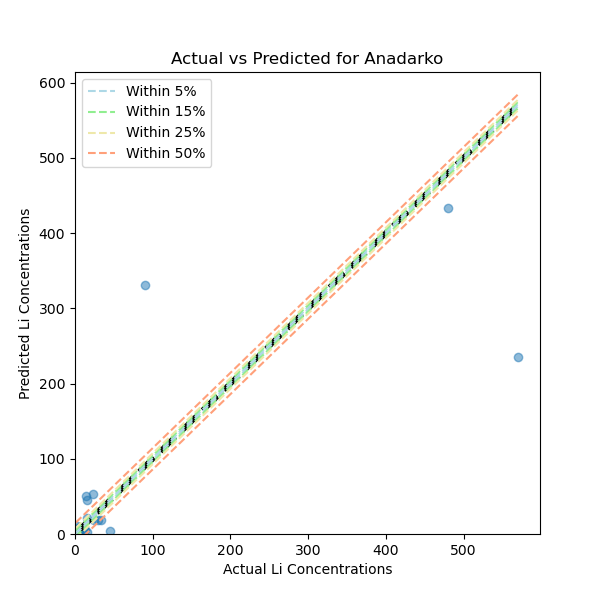 Actual vs Predicted for Anadarko
Within 5%
Within 15%
Within 25%
Within 50%
600
500
400
300
200
100
0
0 100 200 300 400 500
Predicted Li Concentrations
Actual Li Concentrations